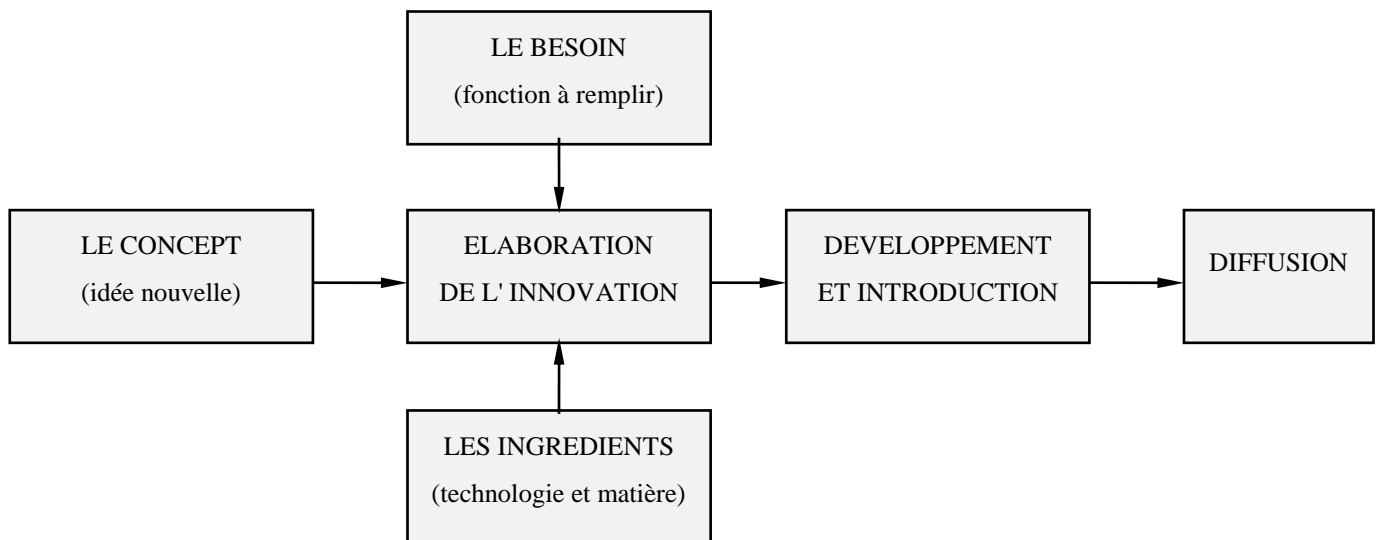 LE BESOIN
(fonction à remplir)
LE CONCEPT
(idée nouvelle)
ELABORATION
DE L' INNOVATION
DEVELOPPEMENT
ET INTRODUCTION
DIFFUSION
LES INGREDIENTS
(technologie et matière)